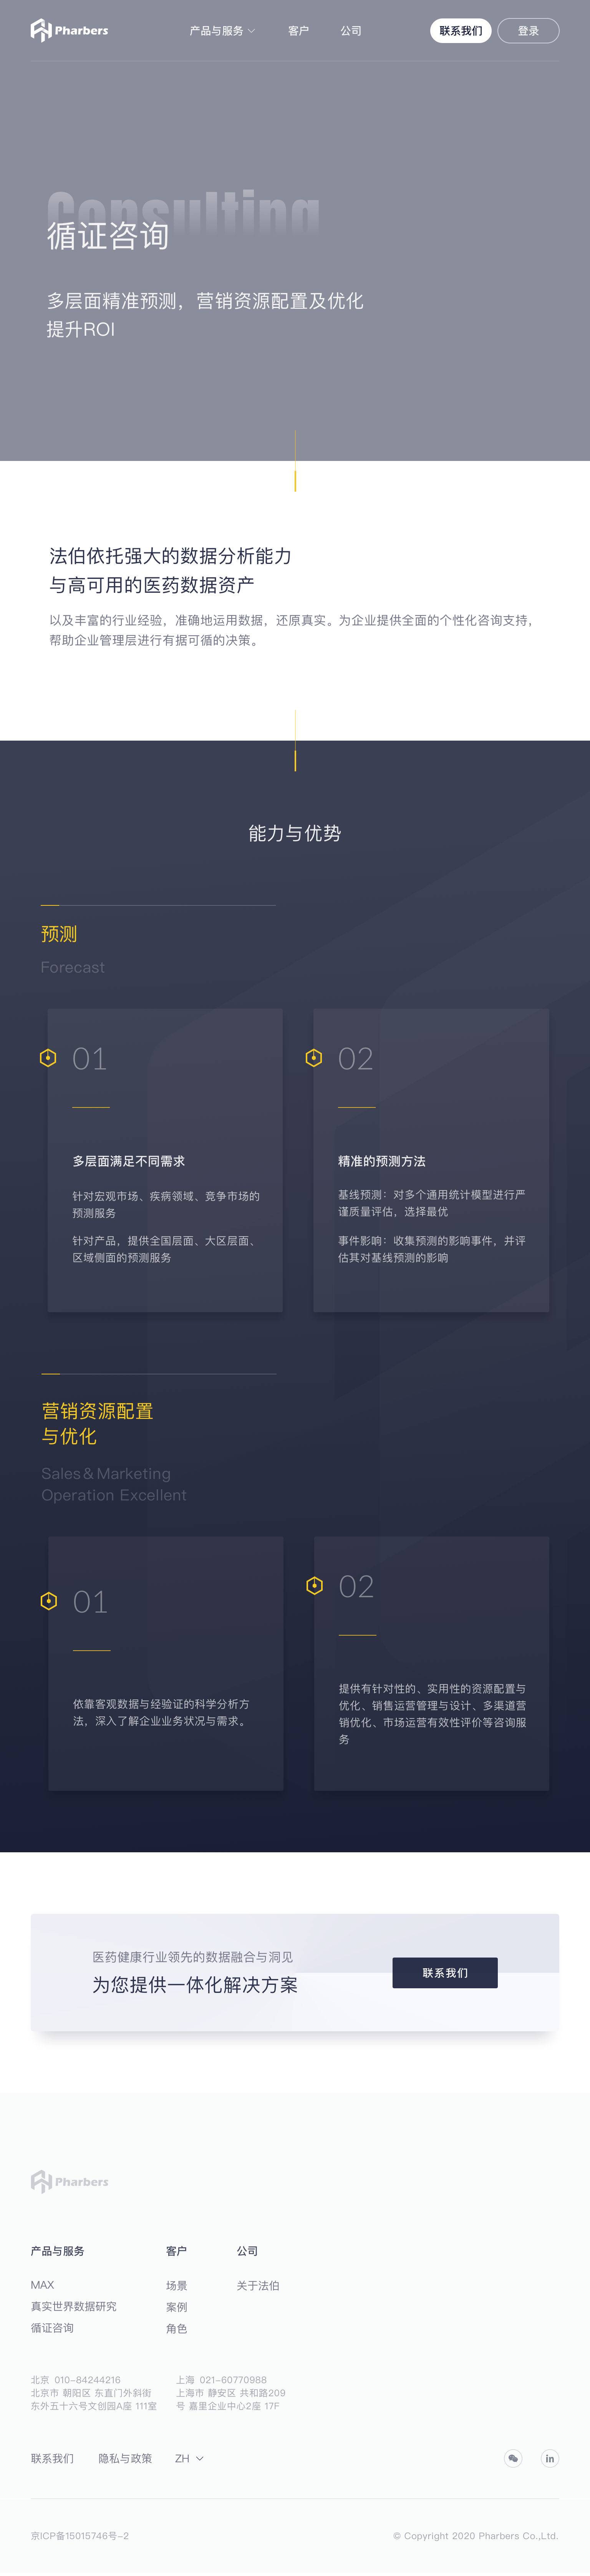 Pharbers
产品与服务
客户
公司
联系我们
登录
Consulting
循证咨询
多层面精准预测，营销资源配置及优化
提升ROI
法伯依托强大的数据分析能力
与高可用的医药数据资产
以及丰富的行业经验，准确地运用数据，还原真实。为企业提供全面的个性化咨询支持，
帮助企业管理层进行有据可循的决策。
能力与优势
预测
Forecast
01
多层面满足不同需求
针对宏观市场、疾病领域、竞争市场的
预测服务
针对产品，提供全国层面、大区层面、
区域侧面的预测服务
02
精准的预测方法
基线预测：对多个通用统计模型进行严
谨质量评估，选择最优
事件影响：收集预测的影响事件，并评
估其对基线预测的影响
营销资源配置
与优化
Sales＆Marketing
Operation Excellent
01
依靠客观数据与经验证的科学分析方
法，深入了解企业业务状况与需求。
02
提供有针对性的、实用性的资源配置与
优化、销售运营管理与设计、多渠道营
销优化、市场运营有效性评价等咨询服
务
医药健康行业领先的数据融合与洞见
为您提供一体化解决方案
联系我们
Pharbers
产品与服务
MAX
真实世界数据研究
循证咨询
客户
场景
案例
角色
公司
关于法伯
北京 010-84244216
北京市 朝阳区 东直门外斜街
东外五十六号文创园A座 111室
上海 021-60770988
上海市 静安区 共和路209
号 嘉里企业中心2座 17F
联系我们
隐私与政策
ZH
in
京ICP备15015746号-2
© Copyright 2020 Pharbers Co.,Ltd.